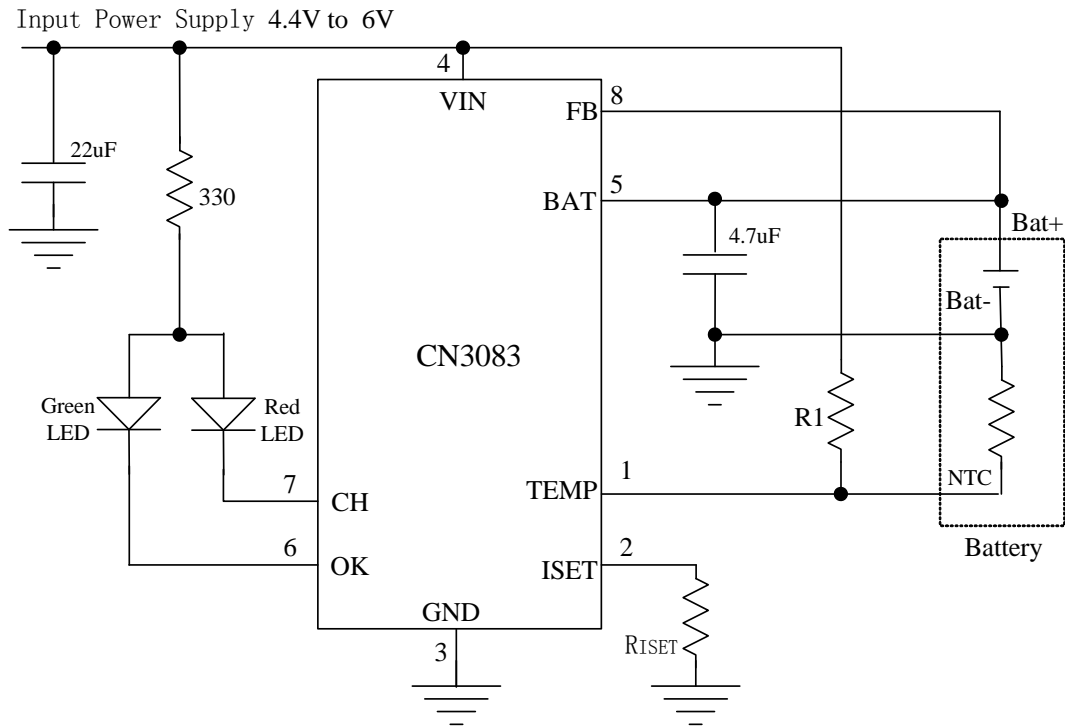 Input Power Supply 4.4V to 6V
4
VIN
FB
8
22uF
330
BAT
5
4.7uF
Bat+
Bat-
CN3083
Green
LED
Red
LED
R1
7
CH
TEMP
1
NTC
6
OK
ISET
2
Battery
GND
3
RISET